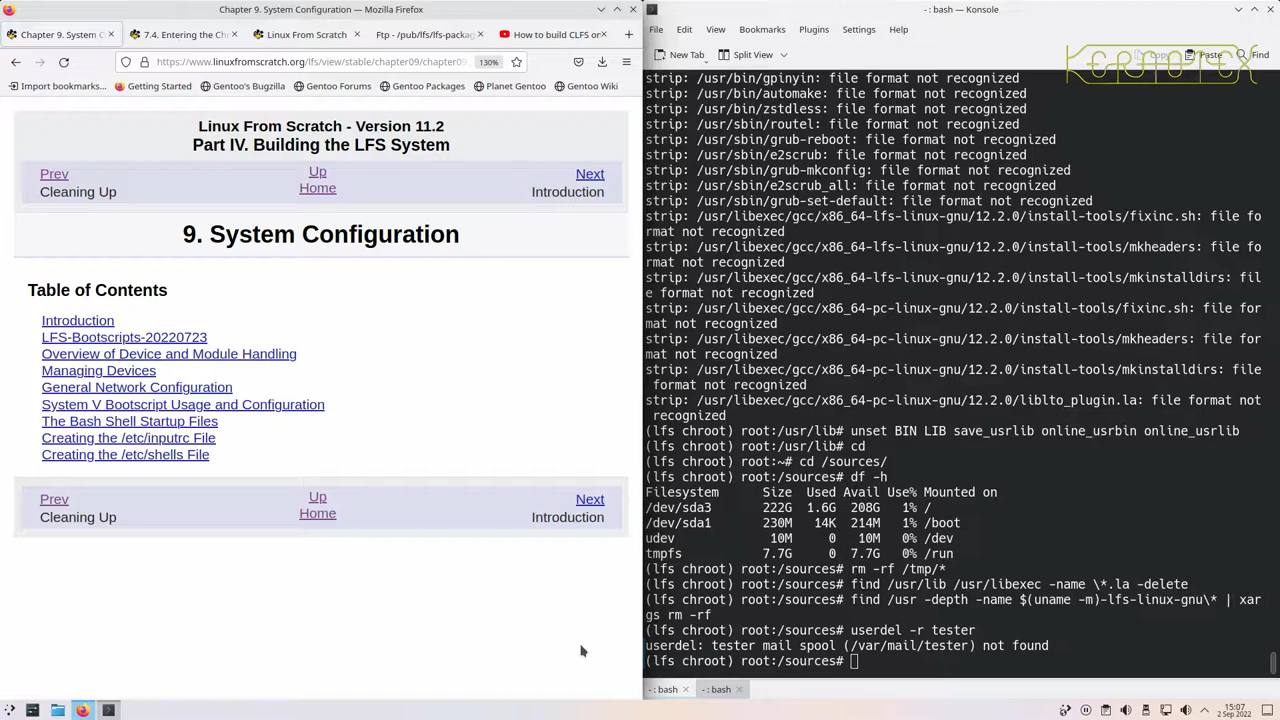 Chapter 9. System Configuration — Mozilla Firefox
Chapter 9. System C
7.4. Entering the Ch
Linux From Scratch
Ftp - /pub/lfs/lfs-packag
How to build CLFS on
https://www.linuxfromscratch.org/lfs/view/stable/chapter09/chapter
Import bookmarks...
Getting Started
Gentoo's Bugzilla
Gentoo Forums
Gentoo Packages
Planet Gentoo
Gentoo Wiki
Linux From Scratch - Version 11.2
Part IV. Building the LFS System
Prev
Up
Next
Cleaning Up
Home
Introduction
9. System Configuration
Table of Contents
Introduction
LFS-Bootscripts-20220723
Overview of Device and Module Handling
Managing Devices
General Network Configuration
System V Bootscript Usage and Configuration
The Bash Shell Startup Files
Creating the /etc/inputrc File
Creating the /etc/shells File
Prev
Up
Next
Cleaning Up
Home
Introduction
- : bash — Konsole
File Edit View Bookmarks Plugins Settings Help
New Tab
Split View
Paste
Find
KERNOTEX
strip: /usr/bin/gpinyin: file format not recognized
strip: /usr/bin/automake: file format not recognized
strip: /usr/bin/zstdless: file format not recognized
strip: /usr/sbin/routel: file format not recognized
strip: /usr/sbin/grub-reboot: file format not recognized
strip: /usr/sbin/e2scrub: file format not recognized
strip: /usr/sbin/grub-mkconfig: file format not recognized
strip: /usr/sbin/e2scrub_all: file format not recognized
strip: /usr/sbin/grub-set-default: file format not recognized
strip: /usr/libexec/gcc/x86_64-lfs-linux-gnu/12.2.0/install-tools/fixinc.sh: file fo
rmat not recognized
strip: /usr/libexec/gcc/x86_64-lfs-linux-gnu/12.2.0/install-tools/mkheaders: file fo
rmat not recognized
strip: /usr/libexec/gcc/x86_64-lfs-linux-gnu/12.2.0/install-tools/mkinstalldirs: fil
e format not recognized
strip: /usr/libexec/gcc/x86_64-pc-linux-gnu/12.2.0/install-tools/fixinc.sh: file for
mat not recognized
strip: /usr/libexec/gcc/x86_64-pc-linux-gnu/12.2.0/install-tools/mkheaders: file for
mat not recognized
strip: /usr/libexec/gcc/x86_64-pc-linux-gnu/12.2.0/install-tools/mkinstalldirs: file
 format not recognized
strip: /usr/libexec/gcc/x86_64-pc-linux-gnu/12.2.0/liblto_plugin.la: file format not
 recognized
(lfs chroot) root:/usr/lib# unset BIN LIB save_usrlib online_usrbin online_usrlib
(lfs chroot) root:/usr/lib# cd
(lfs chroot) root:~# cd /sources/
(lfs chroot) root:/sources# df -h
Filesystem      Size  Used Avail Use% Mounted on
/dev/sda3       222G  1.6G  208G   1% /
/dev/sda1       230M   14K  214M   1% /boot
udev             10M     0   10M   0% /dev
tmpfs           7.7G     0  7.7G   0% /run
(lfs chroot) root:/sources# rm -rf /tmp/*
(lfs chroot) root:/sources# find /usr/lib /usr/libexec -name \*.la -delete
(lfs chroot) root:/sources# find /usr -depth -name $(uname -m)-lfs-linux-gnu\* | xar
gs rm -rf
(lfs chroot) root:/sources# userdel -r tester
userdel: tester mail spool (/var/mail/tester) not found
(lfs chroot) root:/sources#
- : bash
- : bash
15:07
2 Sep 2022